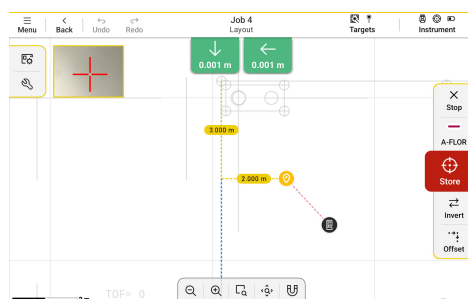 Menu
Back
Undo
Redo
Job 4
Layout
Targets
Instrument
0.001 m
0.001 m
Stop
A-FLOR
3.000 m
Store
2.000 m
Invert
Offset
TOF= 0